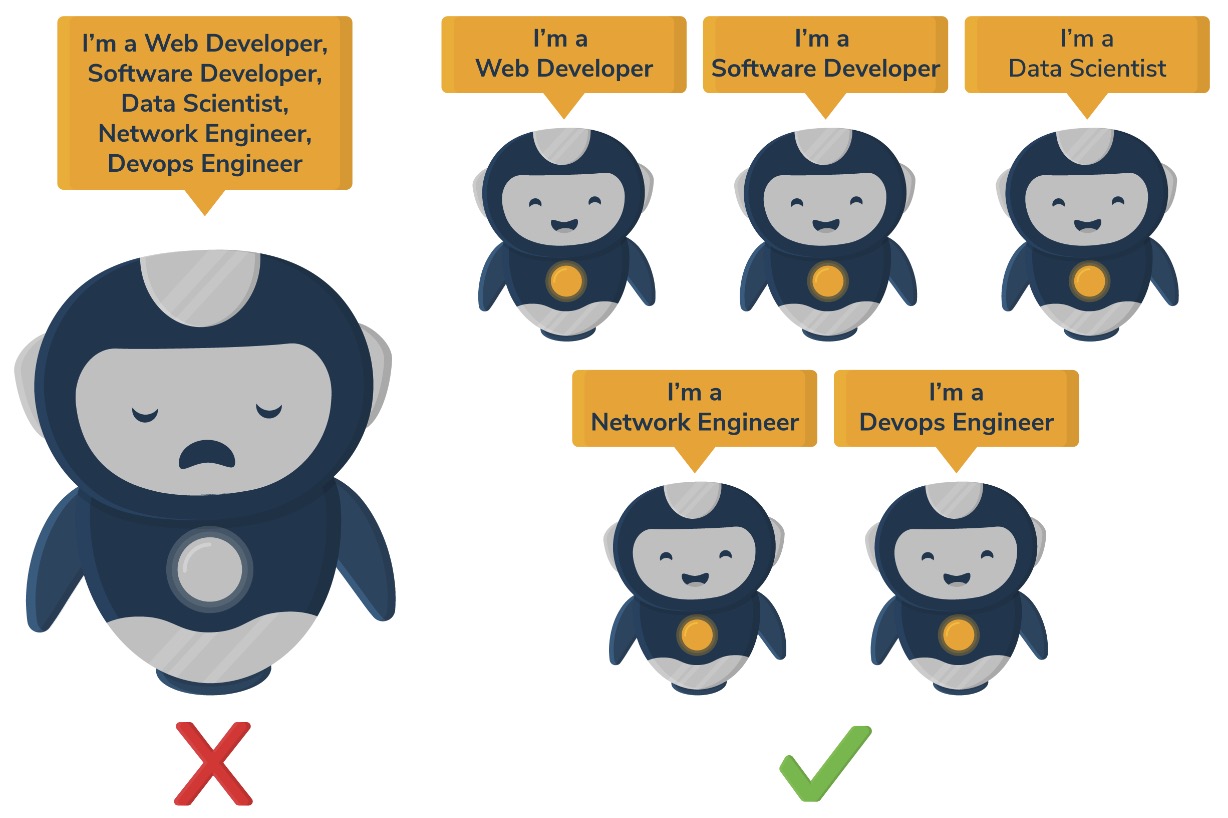 I'm a Web Developer,
Software Developer,
Data Scientist,
Network Engineer,
Devops Engineer
I'm a
Web Developer
I'm a
Software Developer
I'm a
Data Scientist
I'm a
Network Engineer
I'm a
Devops Engineer